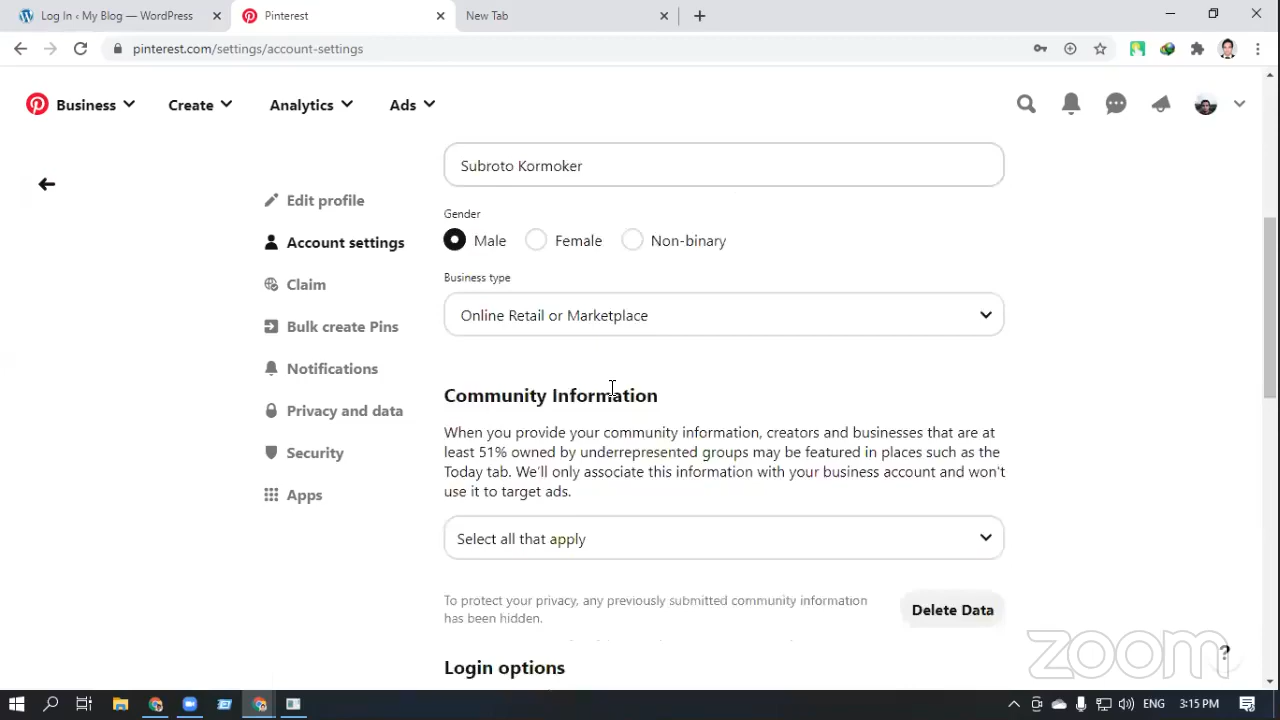 Log In ‹ My Blog — WordPress
Pinterest
New Tab
pinterest.com/settings/account-settings
Business
Create
Analytics
Ads
Subroto Kormoker
Edit profile
Account settings
Claim
Bulk create Pins
Notifications
Privacy and data
Security
Apps
Gender
Male
Female
Non-binary
Business type
Online Retail or Marketplace
Community Information
When you provide your community information, creators and businesses that are at
least 51% owned by underrepresented groups may be featured in places such as the
Today tab. We'll only associate this information with your business account and won't
use it to target ads.
Select all that apply
To protect your privacy, any previously submitted community information
has been hidden.
Delete Data
Login options
zoom
?
ENG
3:15 PM